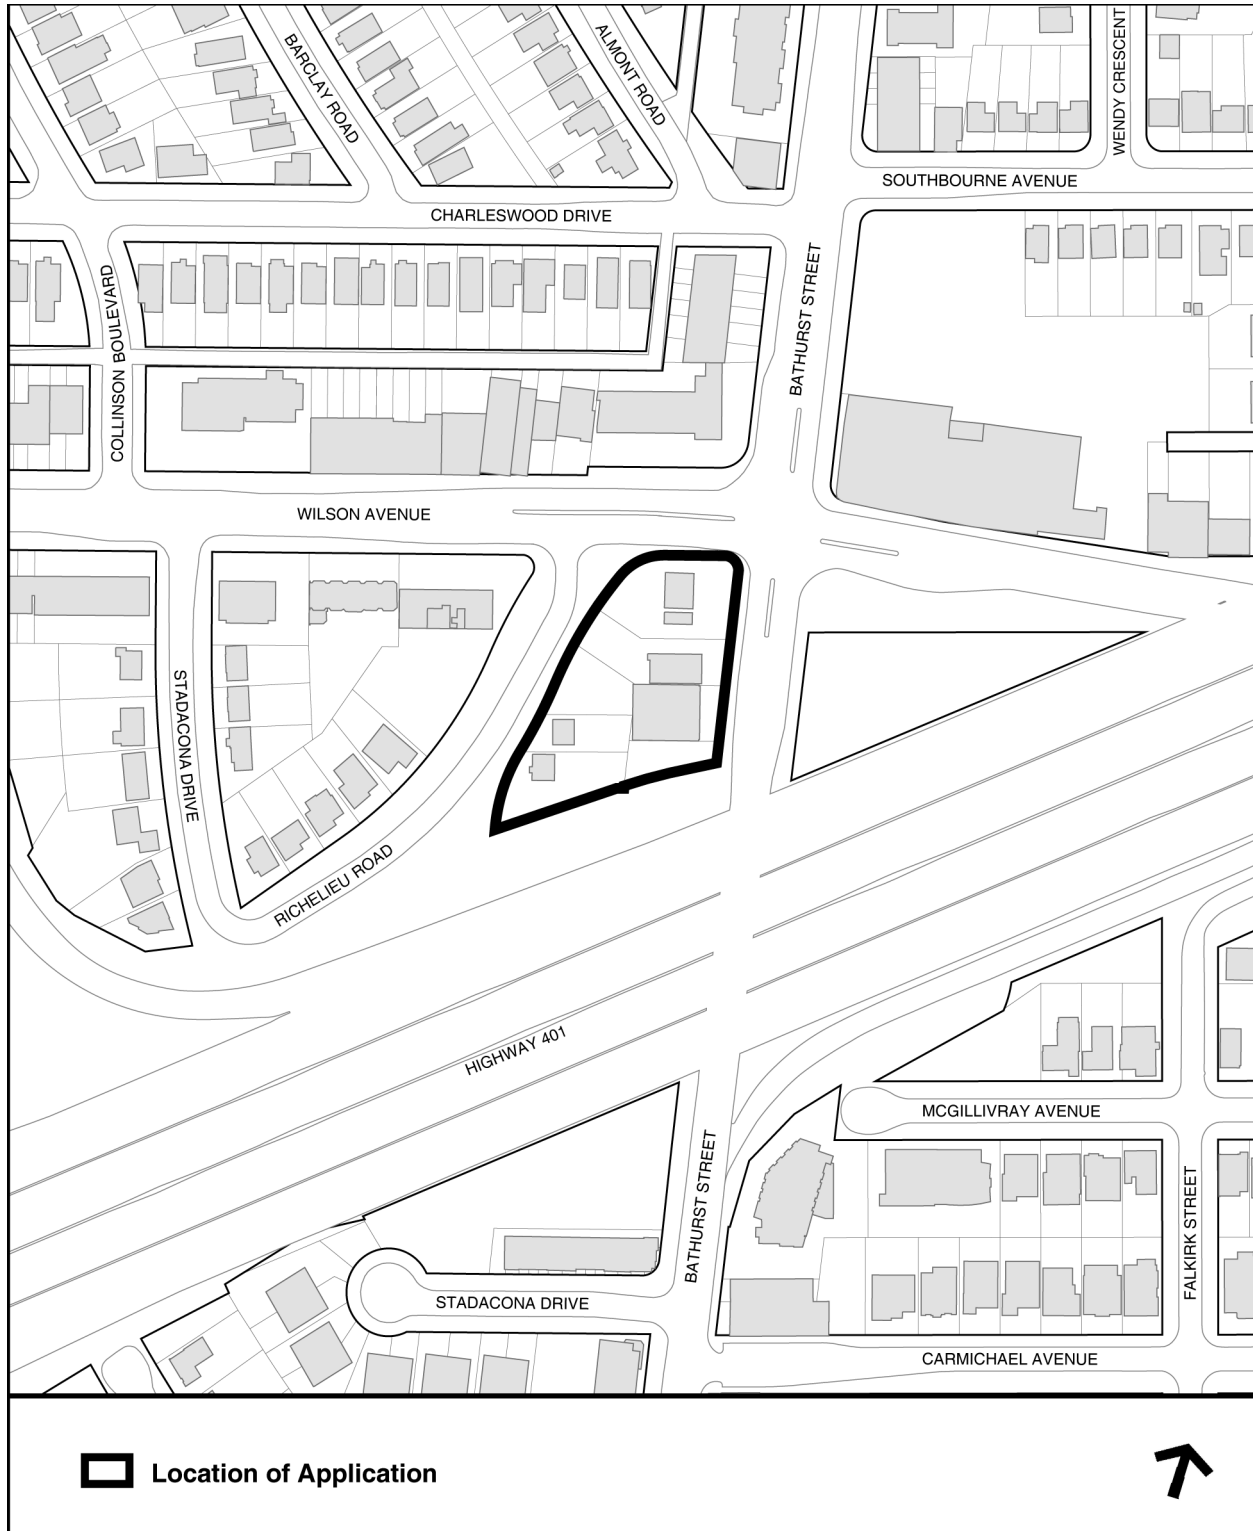 BARCLAY ROAD
ALMONT ROAD
WENDY CRESCENT
SOUTHBOURNE AVENUE
CHARLESWOOD DRIVE
COLLINSON BOULEVARD
BATHURST STREET
WILSON AVENUE
STADACONA DRIVE
RICHELIEU ROAD
HIGHWAY 401
MCGILLIVRAY AVENUE
BATHURST STREET
FALKIRK STREET
STADACONA DRIVE
CARMICHAEL AVENUE
Location of Application